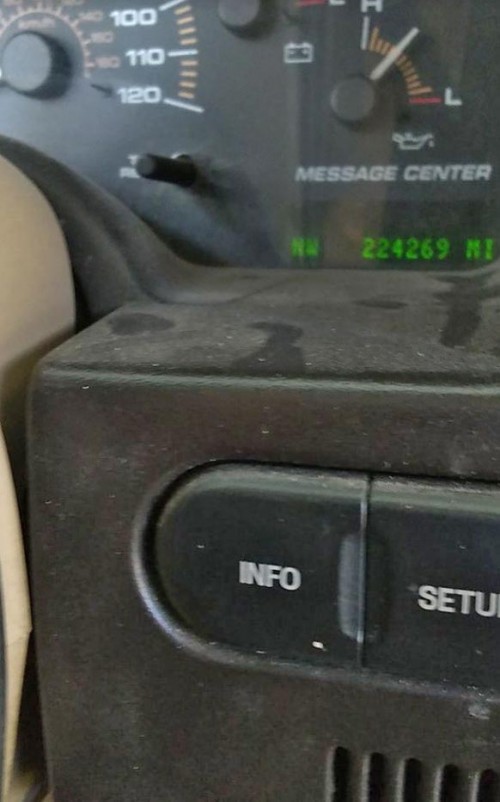 100
110
120
H
L
MESSAGE CENTER
NW 224269 MI
INFO
SETU